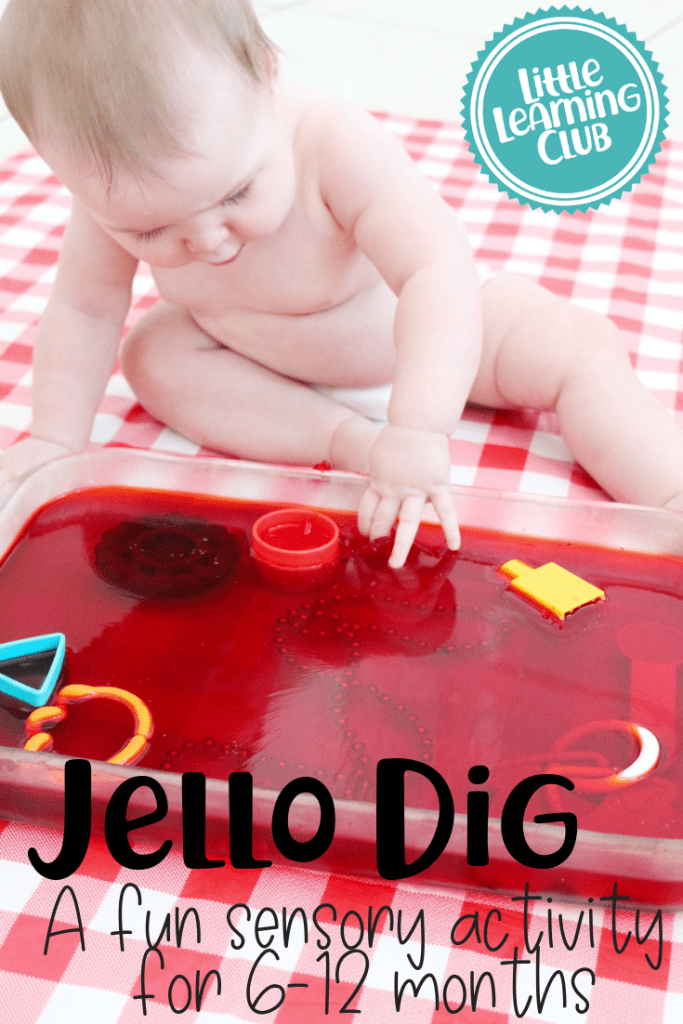 Little
Learning
Club
Jello Dig
A fun sensory activity
for 6-12 months